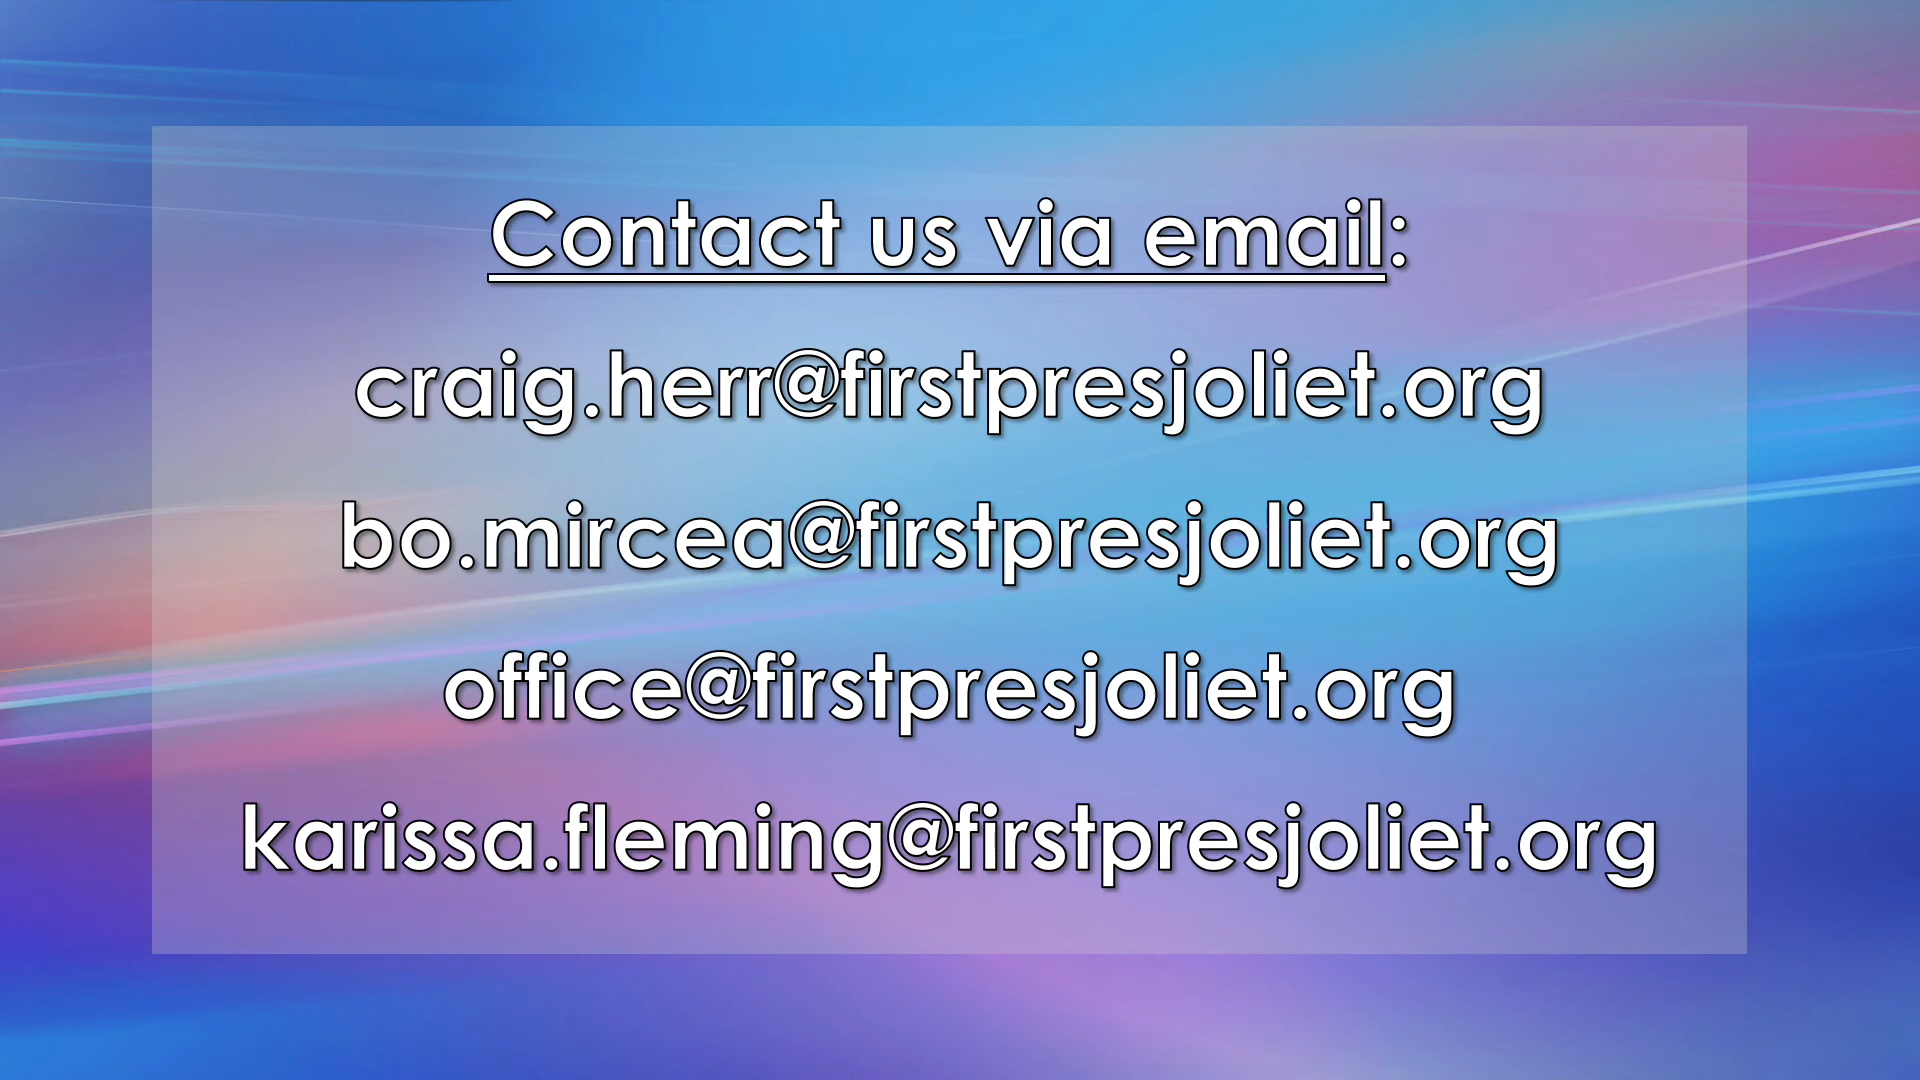 Contact us via email:
craig.herr@firstpresjoliet.org
bo.mircea@firstpresjoliet.org
office@firstpresjoliet.org
karissa.fleming@firstpresjoliet.org